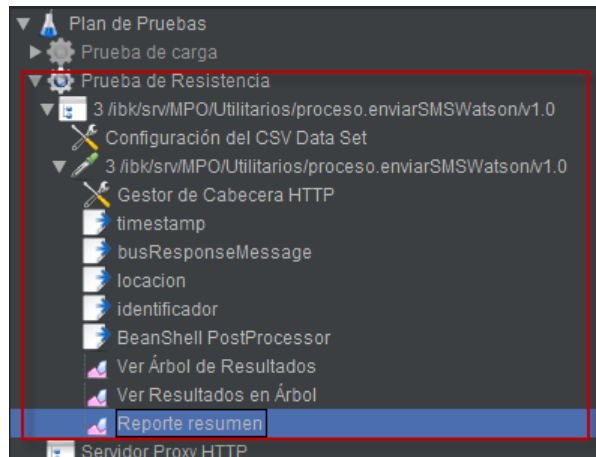 Plan de Pruebas
Prueba de carga
Prueba de Resistencia
3 /ibk/srv/MPO/Utilitarios/proceso.enviarSMSWatson/v1.0
Configuración del CSV Data Set
3 /ibk/srv/MPO/Utilitarios/proceso.enviarSMSWatson/v1.0
Gestor de Cabecera HTTP
timestamp
busResponseMessage
locacion
identificador
BeanShell PostProcessor
Ver Árbol de Resultados
Ver Resultados en Árbol
Reporte resumen
Servidor Proxy HTTP